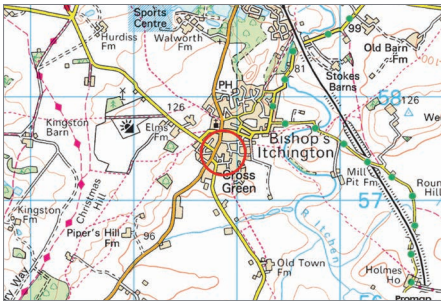 Sports
Centre
Hurdiss
Fm
Walworth
Fm
99
Old Barn
Fm
81
Stokes
Barns
PH
58
126
126
Kingston
Barn
Elms
Fm
Bishop's
Itchington
Christmas
Hill
Cross
Green
Mill
Pit Fm
57
Kingston
Fm
Piper's Hill
Fm
96
R Itchen
Old Town
Fm
Holmes
Ho